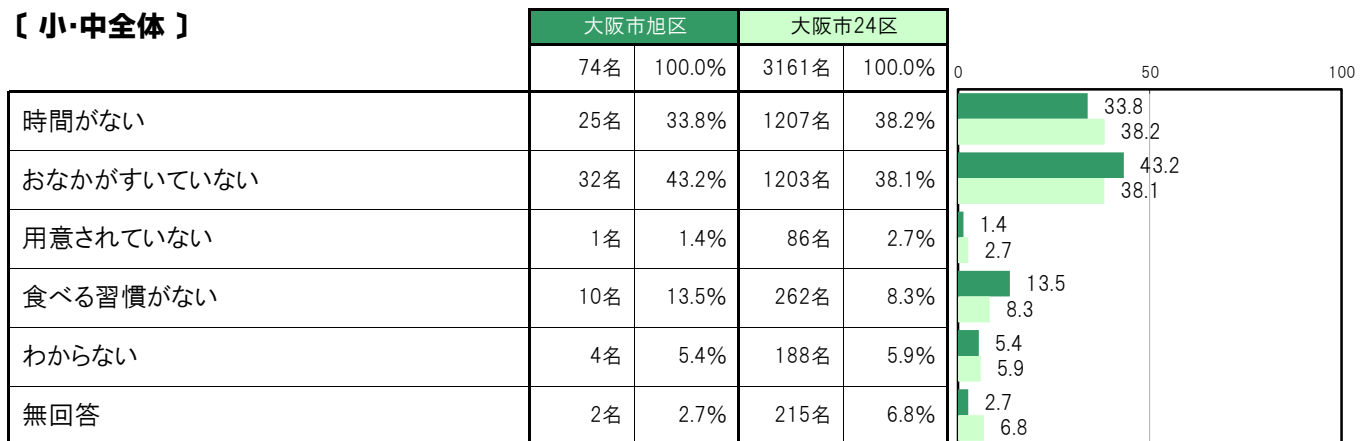 〔 小・中全体 〕
大阪市旭区 大阪市24区
74名 100.0% 3161名 100.0% 0 50 100
時間がない 25名 33.8% 1207名 38.2% 33.8
38.2
おなかがすいていない 32名 43.2% 1203名 38.1% 43.2
38.1
用意されていない 1名 1.4% 86名 2.7% 1.4
2.7
食べる習慣がない 10名 13.5% 262名 8.3% 13.5
8.3
わからない 4名 5.4% 188名 5.9% 5.4
5.9
無回答 2名 2.7% 215名 6.8% 2.7
6.8